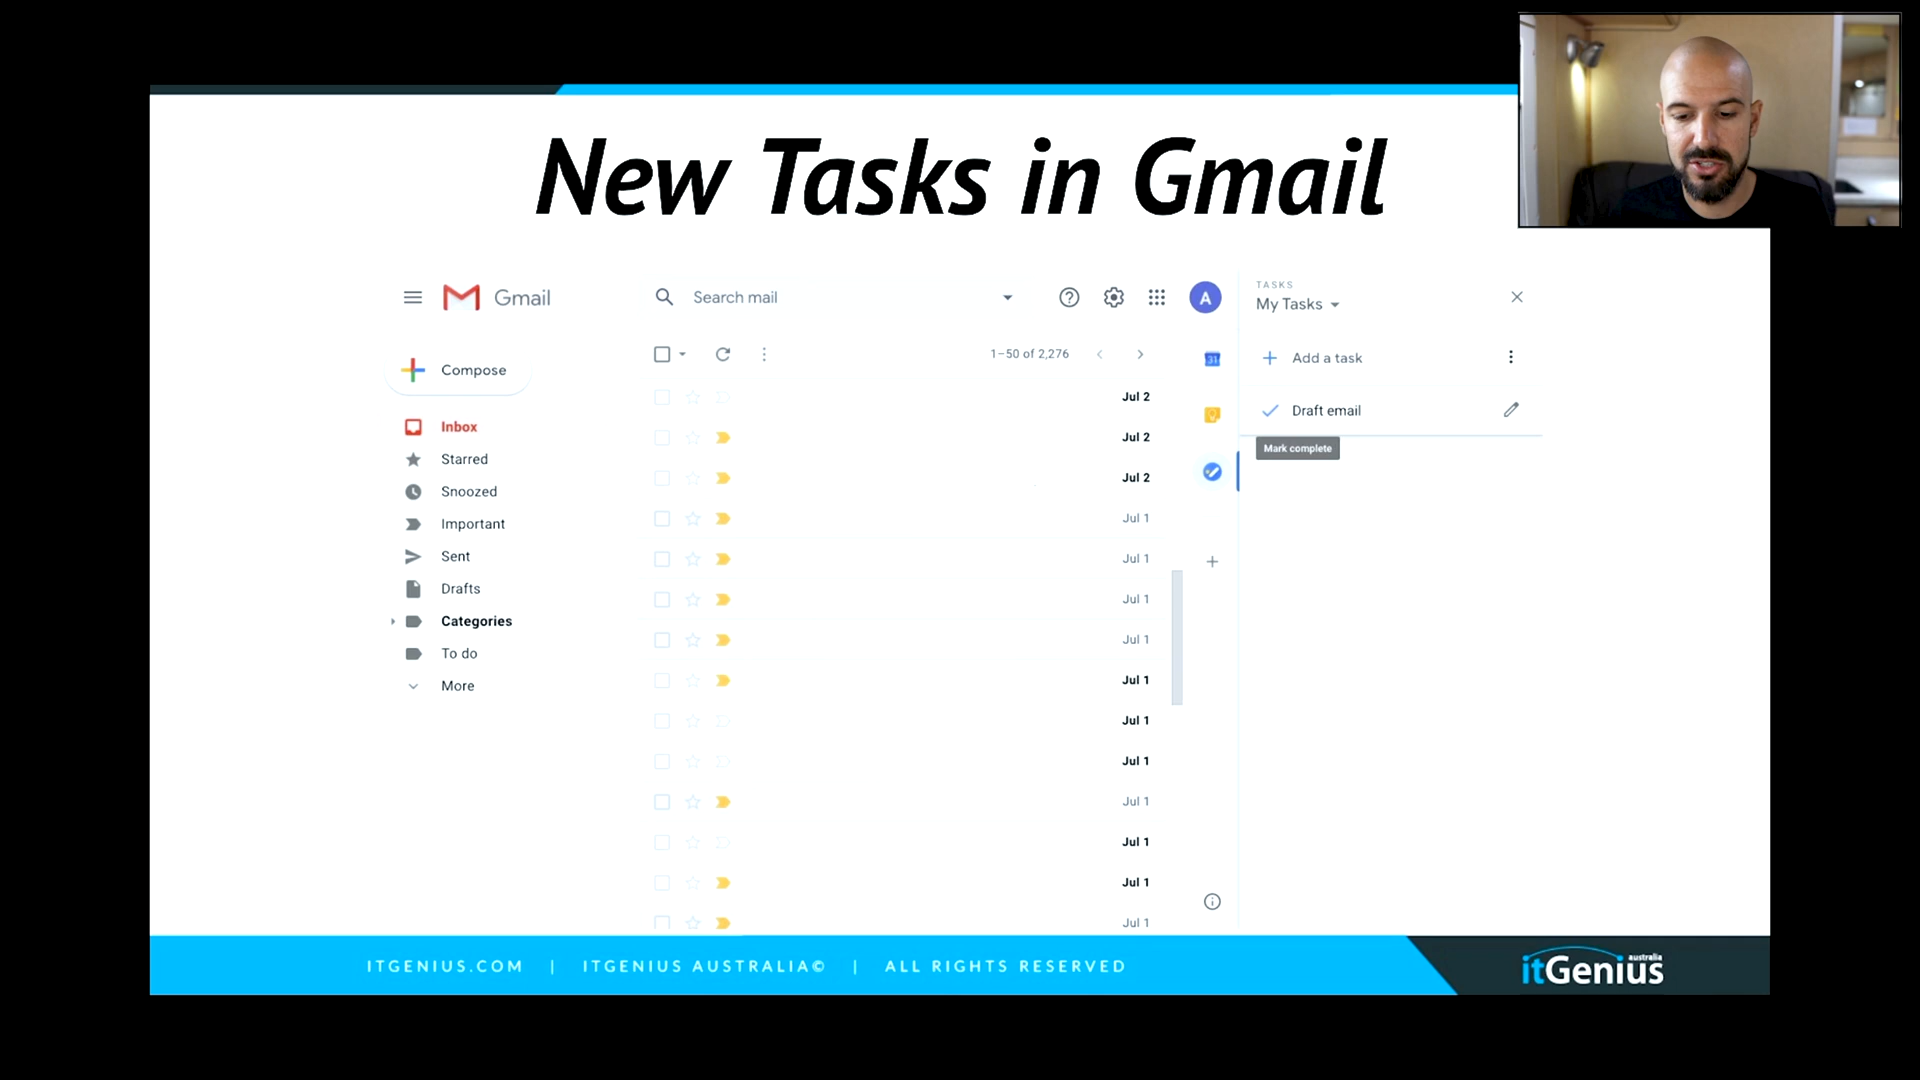 New Tasks in Gmail
Gmail
Search mail
A
TASKS
My Tasks
Compose
1–50 of 2,276
31
Add a task
Draft email
Mark complete
Inbox
Starred
Snoozed
Important
Sent
Drafts
Categories
To do
More
Jul 2
Jul 2
Jul 2
Jul 1
Jul 1
Jul 1
Jul 1
Jul 1
Jul 1
Jul 1
Jul 1
Jul 1
Jul 1
Jul 1
ITGENIUS.COM | ITGENIUS AUSTRALIA© | ALL RIGHTS RESERVED
itGenius australia